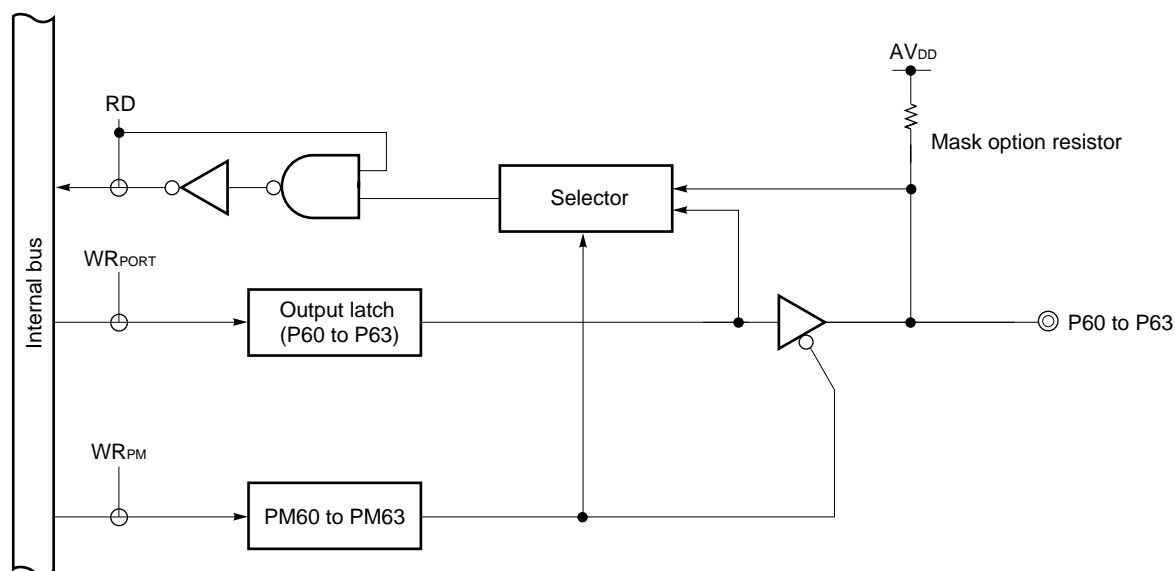 AVDD
RD
Mask option resistor
Selector
Internal bus
WRPORT
Output latch
(P60 to P63)
P60 to P63
WRPM
PM60 to PM63